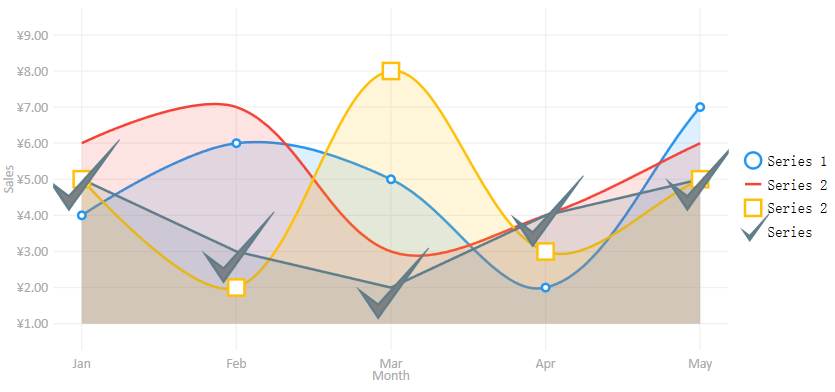 ¥9.00
¥8.00
¥7.00
¥6.00
¥5.00
¥4.00
¥3.00
¥2.00
¥1.00
Sales
Jan Feb Mar Apr May
Month
Series 1
Series 2
Series 2
Series